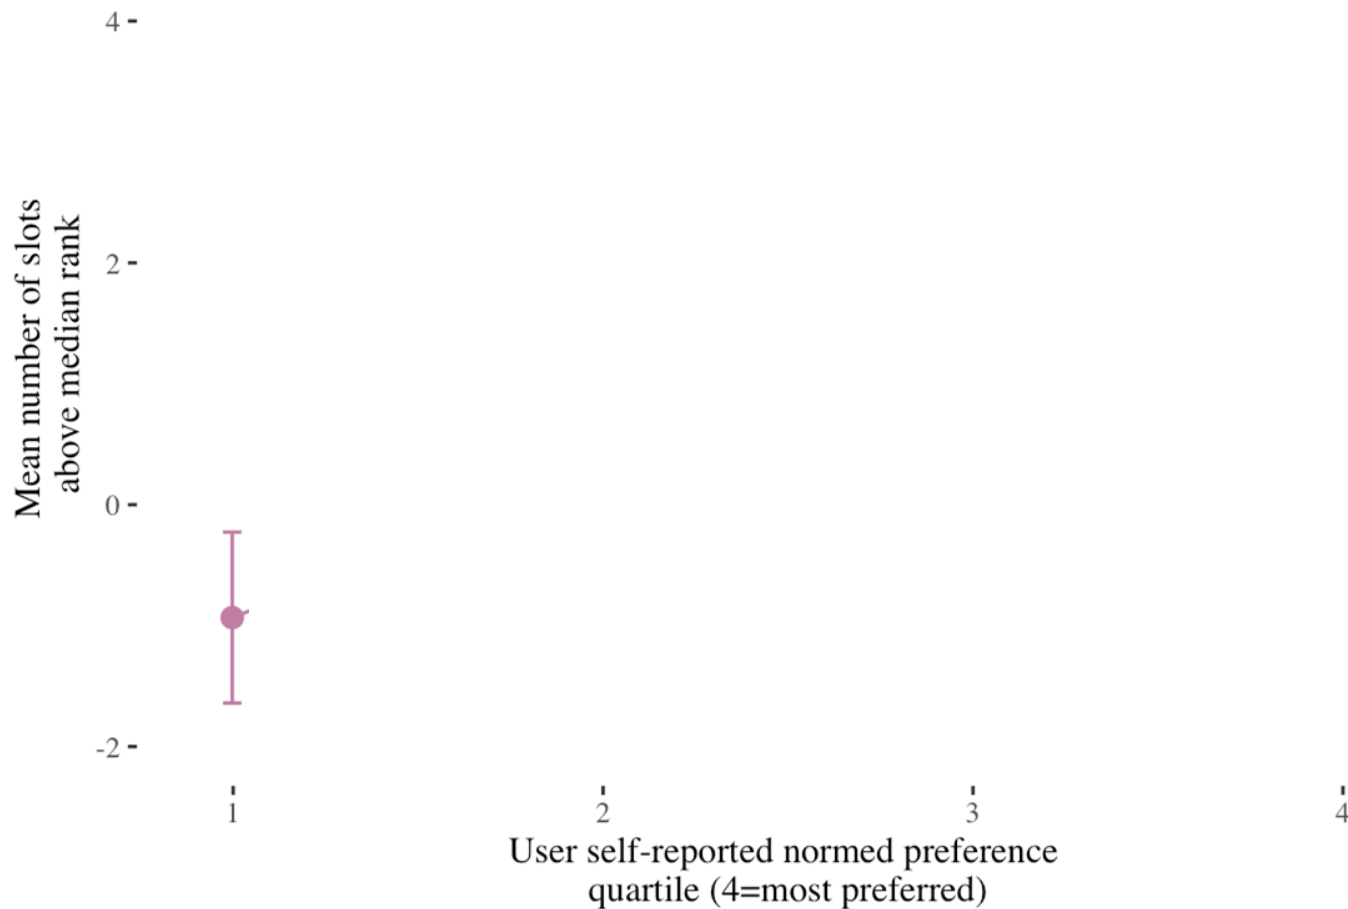 4
2
0
-2
Mean number of slots
above median rank
1 2 3 4
User self-reported normed preference
quartile (4=most preferred)